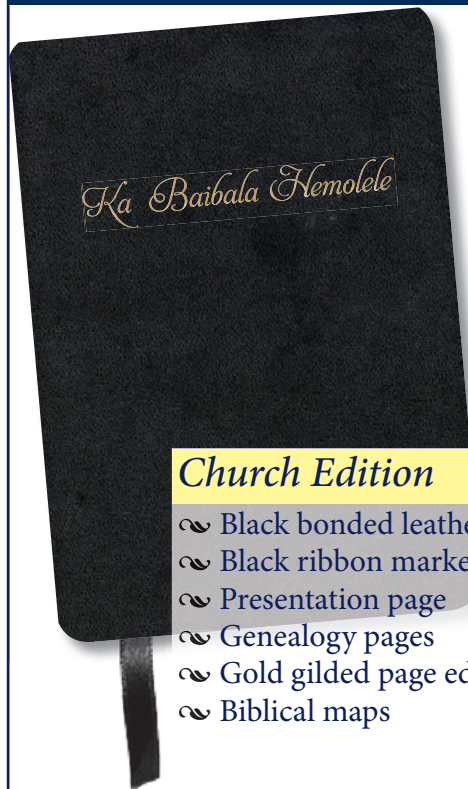 Ka Baibala Hemolele
Church Edition
Black bonded
Black ribbon
Presentation page
Genealogy pages
Gold gilded page
Biblical maps